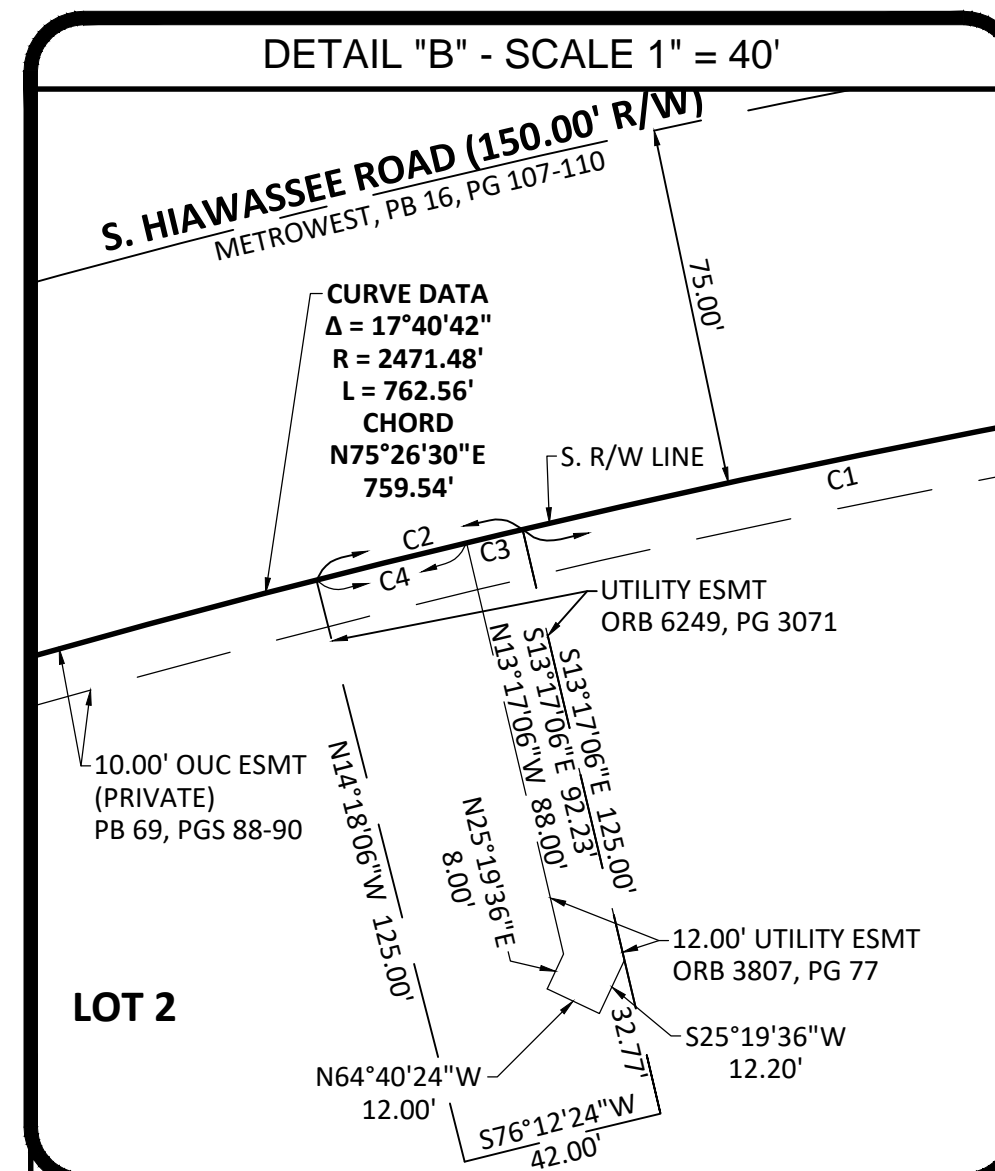 DETAIL "B" - SCALE 1" = 40'
S. HIAWASSEE ROAD (150.00' R/W)
METROWEST, PB 16, PG 107-110
75.00'
CURVE DATA
Δ = 17°40'42"
R = 2471.48'
L = 762.56'
CHORD
N75°26'30"E
759.54'
S. R/W LINE
C1
C2
C3
C4
UTILITY ESMT
ORB 6249, PG 3071
10.00' OUC ESMT
(PRIVATE)
PB 69, PGS 88-90
N14°18'06"W 125.00'
N13°17'06"W 88.00'
S13°17'06"E 92.23'
S13°17'06"E 125.00'
N25°19'36"E
8.00'
12.00' UTILITY ESMT
ORB 3807, PG 77
LOT 2
S25°19'36"W
12.20'
32.77'
N64°40'24"W
12.00'
S76°12'24"W
42.00'